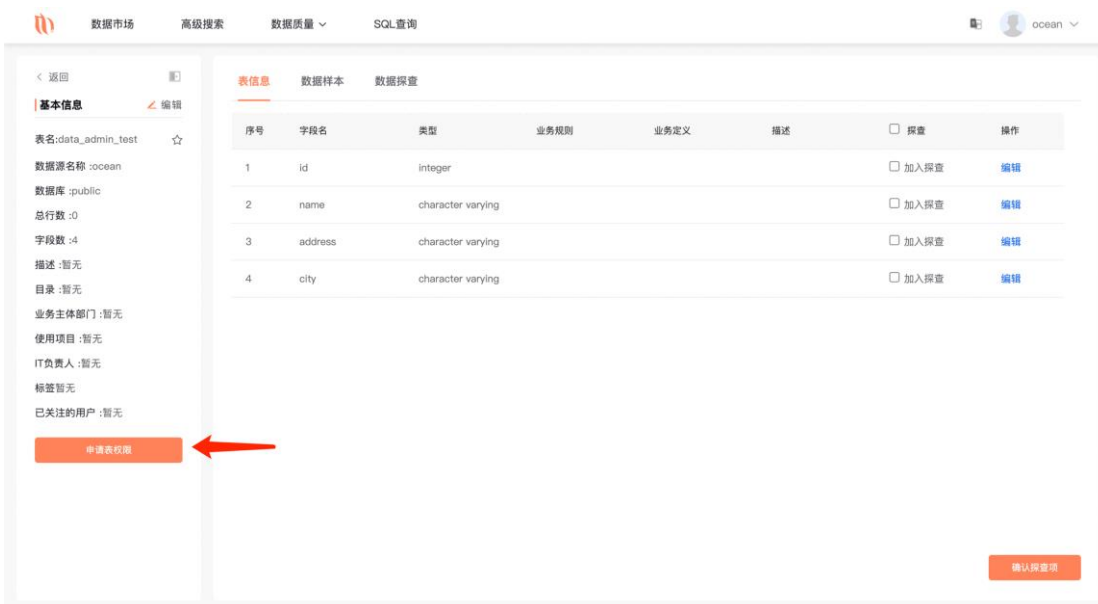 数据市场 高级搜索 数据质量 SQL查询 ocean
返回
基本信息 编辑
表名:data_admin_test
数据源名称 :ocean
数据库 :public
总行数 :0
字段数 :4
描述 :暂无
目录 :暂无
业务主体部门 :暂无
使用项目 :暂无
IT负责人 :暂无
标签暂无
已关注的用户 :暂无
申请表权限
表信息 数据样本 数据探查
序号 字段名 类型 业务规则 业务定义 描述 探查 操作
1 id integer 加入探查 编辑
2 name character varying 加入探查 编辑
3 address character varying 加入探查 编辑
4 city character varying 加入探查 编辑
确认探查项